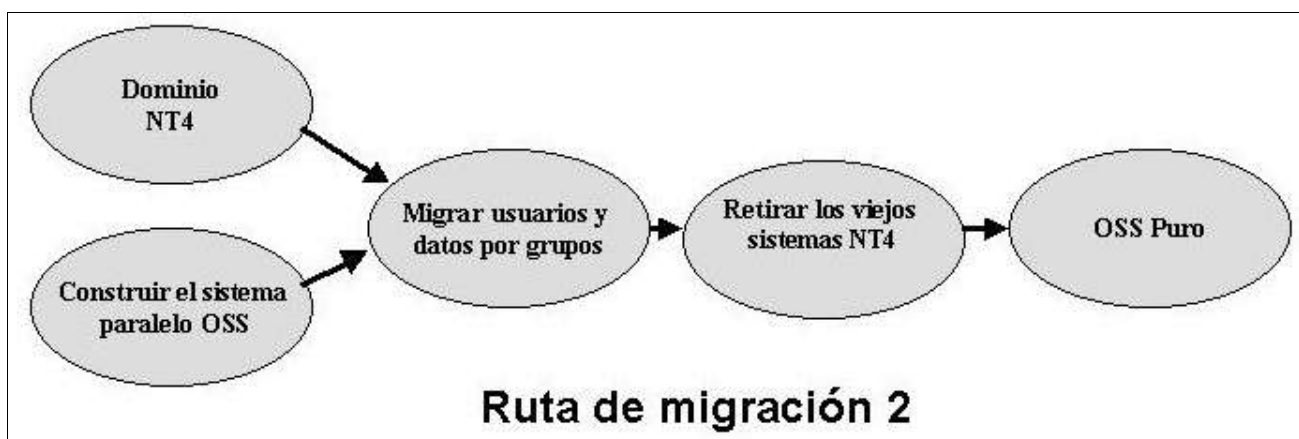 Dominio
NT4
Construir el sistema
paralelo OSS
Migrar usuarios y
datos por grupos
Retirar los viejos
sistemas NT4
OSS Puro
Ruta de migración 2